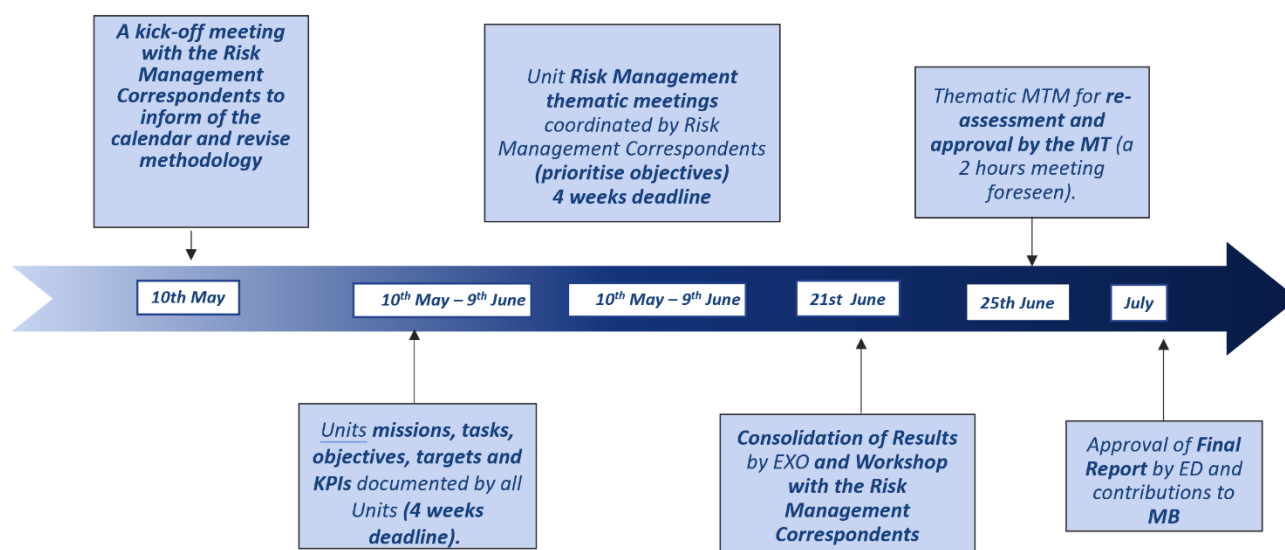 A kick-off meeting
with the Risk
Management
Correspondents to
inform of the
calendar and revise
methodology
Unit Risk Management
thematic meetings
coordinated by Risk
Management Correspondents
(prioritise objectives)
4 weeks deadline
Thematic MTM for re-
assessment and
approval by the MT (a
2 hours meeting
foreseen).
10th May
10th May – 9th June
10th May – 9th June
21st June
25th June
July
Units missions, tasks,
objectives, targets and
KPIs documented by all
Units (4 weeks
deadline).
Consolidation of Results
by EXO and Workshop
with the Risk
Management
Correspondents
Approval of Final
Report by ED and
contributions to
MB